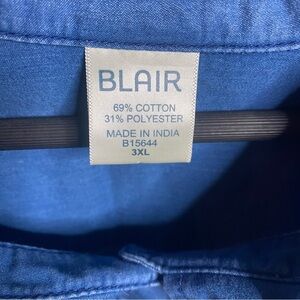 BLAIR
69% COTTON
31% POLYESTER
MADE IN INDIA
B15644
3XL